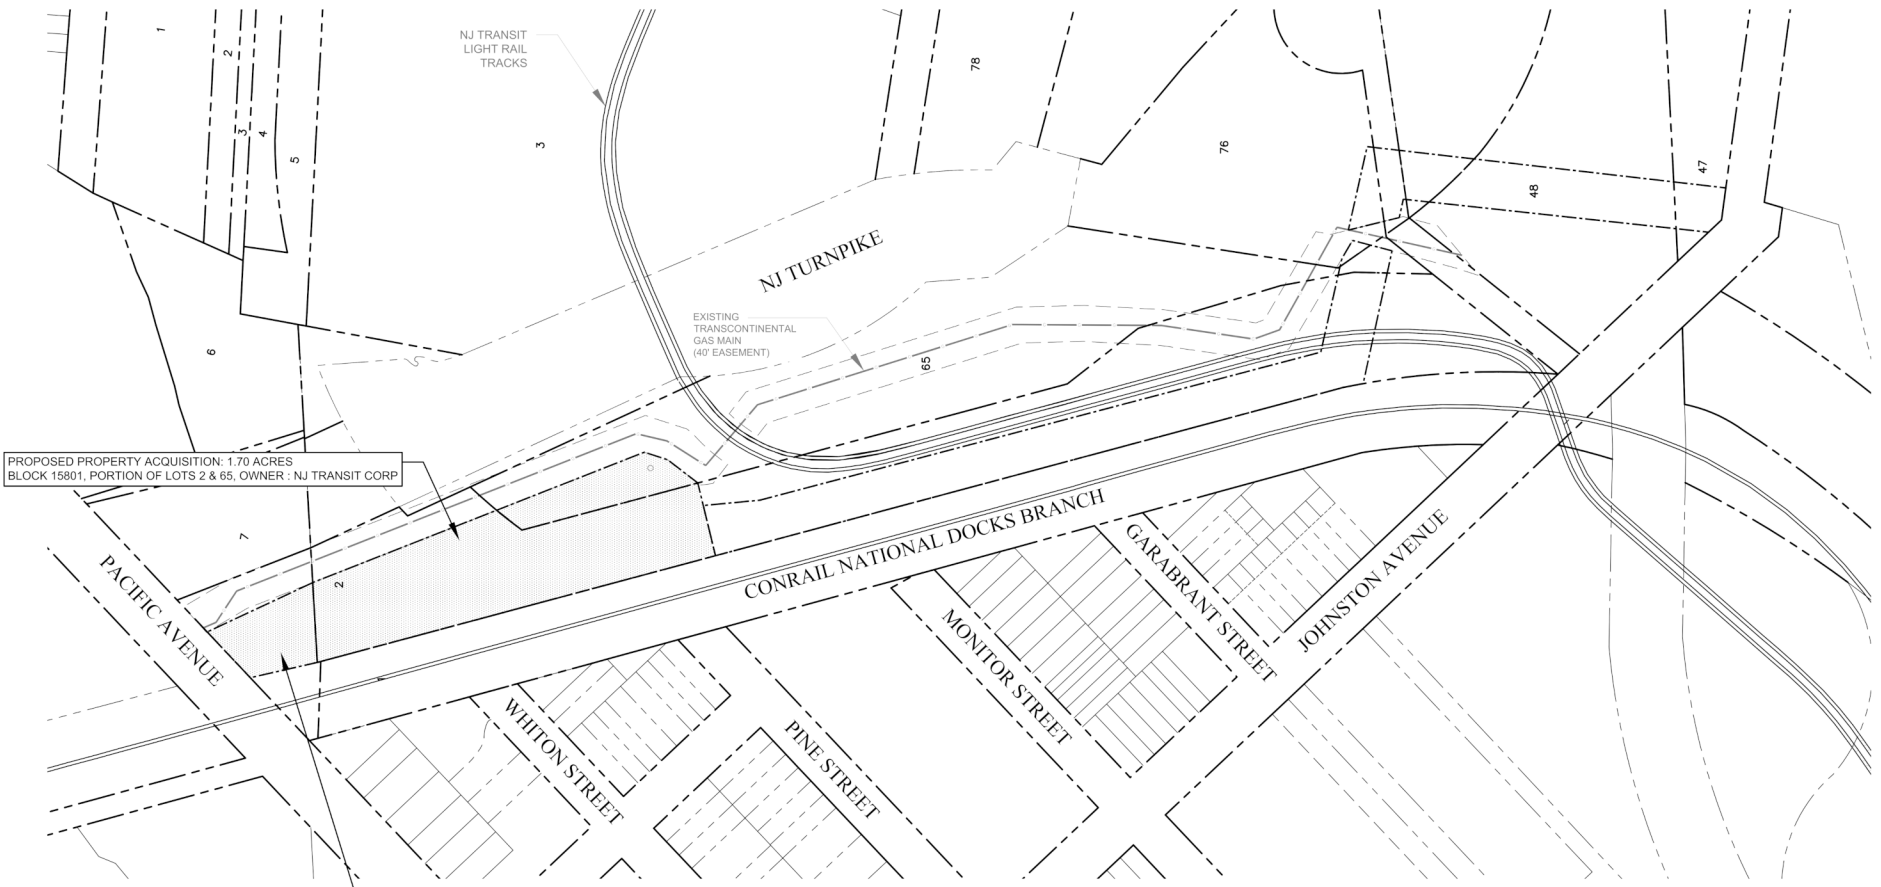 NJ TRANSIT
LIGHT RAIL
TRACKS
1
2
3
4
5
3
78
76
48
47
NJ TURNPIKE
EXISTING
TRANSCONTINENTAL
GAS MAIN
(40' EASEMENT)
65
6
PROPOSED PROPERTY ACQUISITION: 1.70 ACRES
BLOCK 15801, PORTION OF LOTS 2 & 65, OWNER : NJ TRANSIT CORP
7
2
PACIFIC AVENUE
CONRAIL NATIONAL DOCKS BRANCH
GARABRANT STREET
JOHNSTON AVENUE
MONITOR STREET
WHITON STREET
PINE STREET